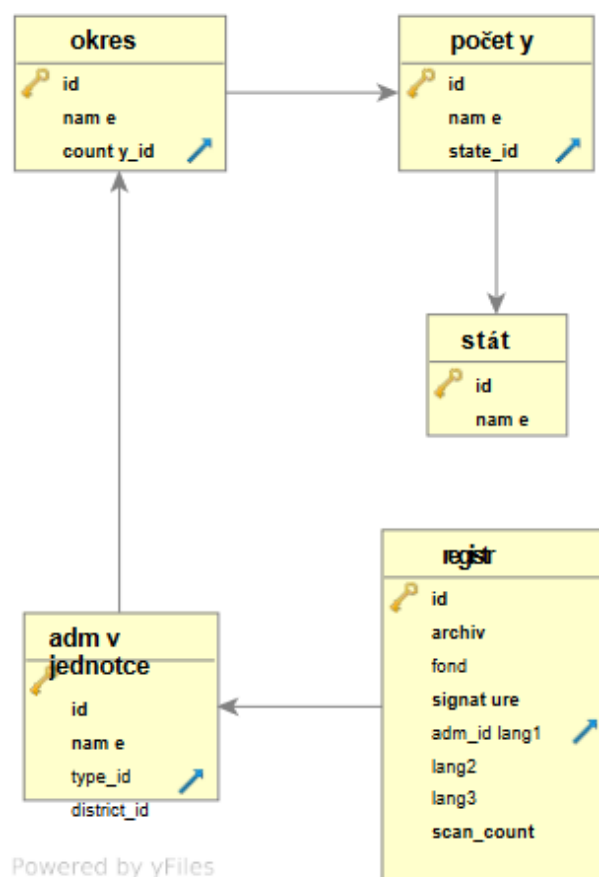 okres
id
nam e
count y_id
počet y
id
nam e
state_id
stát
id
nam e
adm v
jednotce
id
nam e
type_id
district_id
registr
id
archiv
fond
signat ure
adm_id lang1
lang2
lang3
scan_count
Powered by yFiles